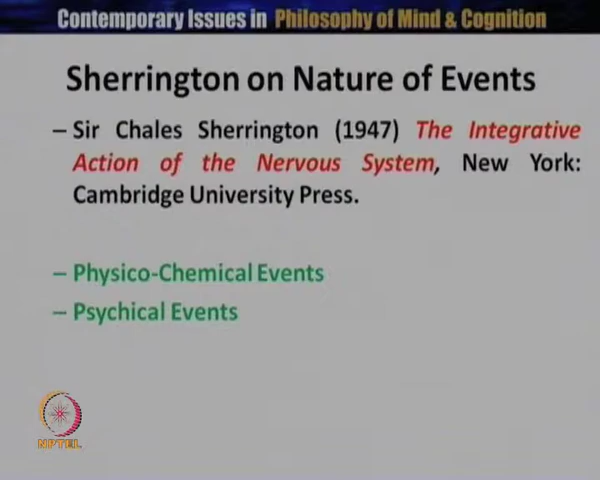 Contemporary Issues in Philosophy of Mind & Cognition
Sherrington on Nature of Events
– Sir Chales Sherrington (1947) The Integrative
Action of the Nervous System, New York:
Cambridge University Press.
– Physico-Chemical Events
– Psychical Events
NPTEL